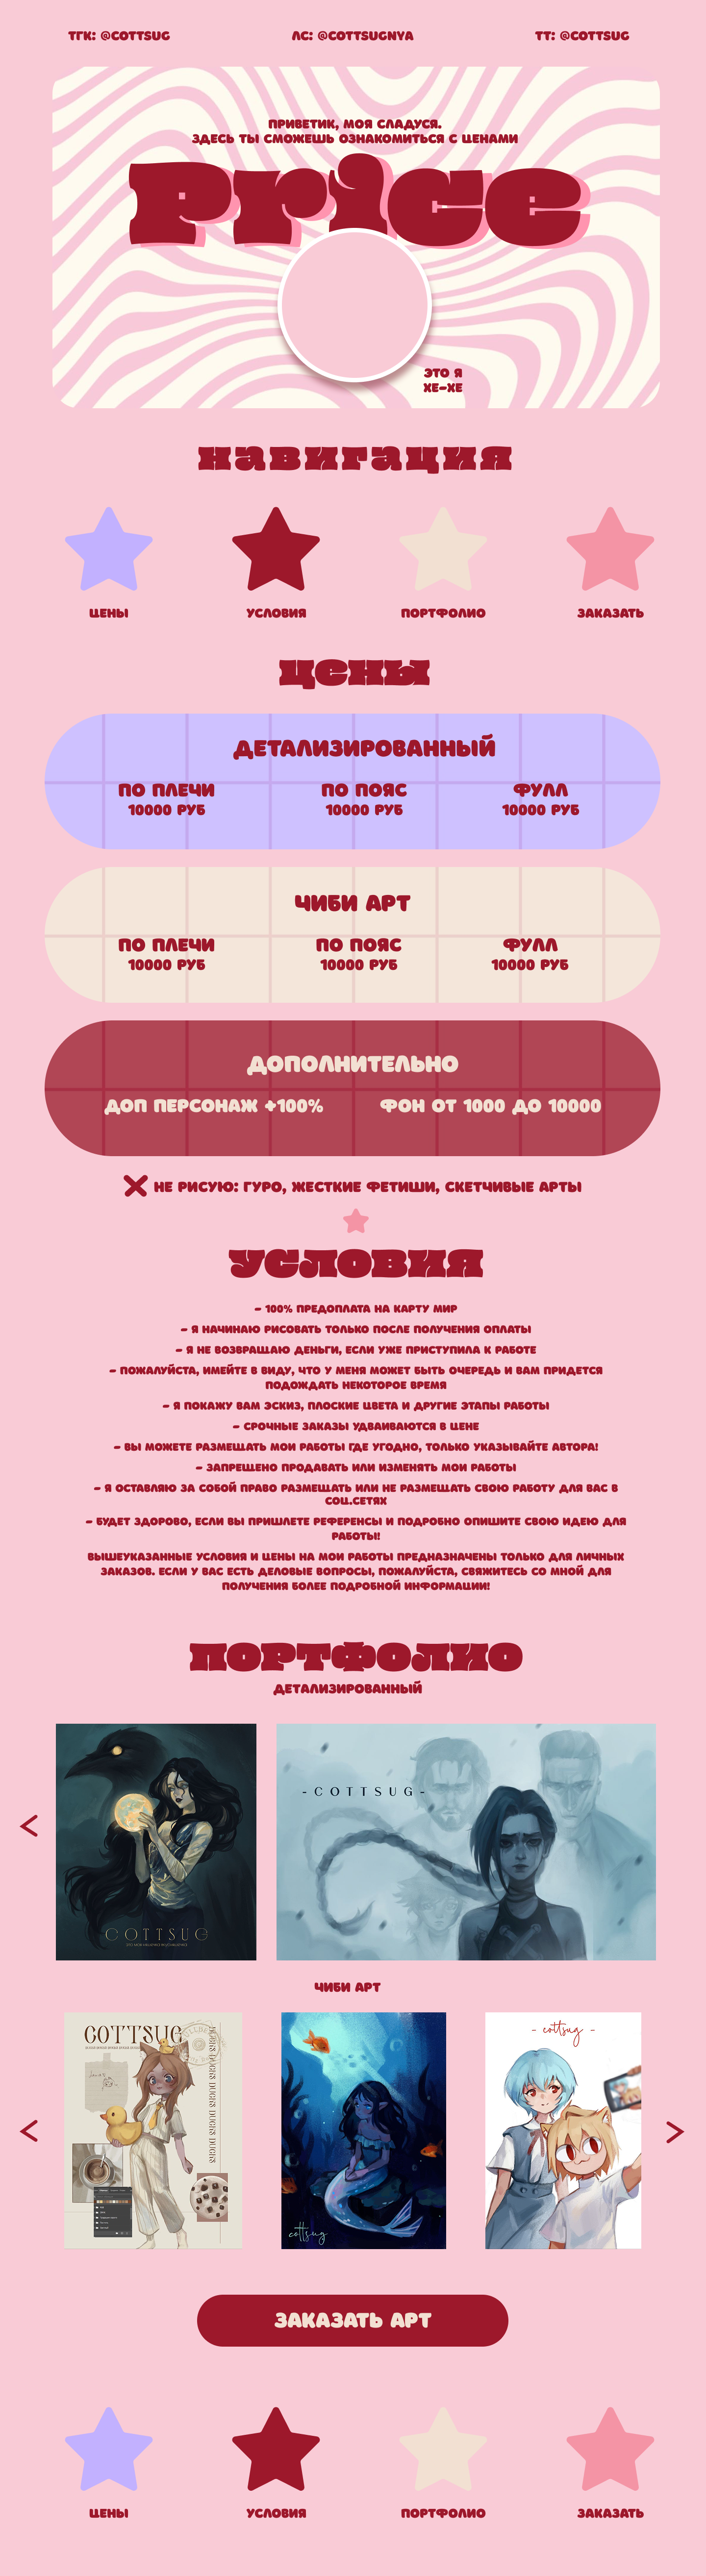 ТГК: @COTTSUG
ЛС: @COTTSUGNYA
ТТ: @COTTSUG
ПРИВЕТИК, МОЯ СЛАДУСЯ.
ЗДЕСЬ ТЫ СМОЖЕШЬ ОЗНАКОМИТЬСЯ С ЦЕНАМИ
Price
ЭТО Я
ХЕ-ХЕ
навигация
ЦЕНЫ
УСЛОВИЯ
ПОРТФОЛИО
ЗАКАЗАТЬ
цены
ДЕТАЛИЗИРОВАННЫЙ
ПО ПЛЕЧИ
10000 РУБ
ПО ПОЯС
10000 РУБ
ФУЛЛ
10000 РУБ
ЧИБИ АРТ
ПО ПЛЕЧИ
10000 РУБ
ПО ПОЯС
10000 РУБ
ФУЛЛ
10000 РУБ
ДОПОЛНИТЕЛЬНО
ДОП ПЕРСОНАЖ +100%
ФОН ОТ 1000 ДО 10000
НЕ РИСУЮ: ГУРО, ЖЕСТКИЕ ФЕТИШИ, СКЕТЧИВЫЕ АРТЫ
УСЛОВИЯ
- 100% ПРЕДОПЛАТА НА КАРТУ МИР
- Я НАЧИНАЮ РИСОВАТЬ ТОЛЬКО ПОСЛЕ ПОЛУЧЕНИЯ ОПЛАТЫ
- Я НЕ ВОЗВРАЩАЮ ДЕНЬГИ, ЕСЛИ УЖЕ ПРИСТУПИЛА К РАБОТЕ
- ПОЖАЛУЙСТА, ИМЕЙТЕ В ВИДУ, ЧТО У МЕНЯ МОЖЕТ БЫТЬ ОЧЕРЕДЬ И ВАМ ПРИДЕТСЯ
ПОДОЖДАТЬ НЕКОТОРОЕ ВРЕМЯ
- Я ПОКАЖУ ВАМ ЭСКИЗ, ПЛОСКИЕ ЦВЕТА И ДРУГИЕ ЭТАПЫ РАБОТЫ
- СРОЧНЫЕ ЗАКАЗЫ УДВАИВАЮТСЯ В ЦЕНЕ
- ВЫ МОЖЕТЕ РАЗМЕЩАТЬ МОИ РАБОТЫ ГДЕ УГОДНО, ТОЛЬКО УКАЗЫВАЙТЕ АВТОРА!
- ЗАПРЕЩЕНО ПРОДАВАТЬ ИЛИ ИЗМЕНЯТЬ МОИ РАБОТЫ
- Я ОСТАВЛЯЮ ЗА СОБОЙ ПРАВО РАЗМЕЩАТЬ ИЛИ НЕ РАЗМЕЩАТЬ СВОЮ РАБОТУ ДЛЯ ВАС В
СОЦ.СЕТЯХ
- БУДЕТ ЗДОРОВО, ЕСЛИ ВЫ ПРИШЛЕТЕ РЕФЕРЕНСЫ И ПОДРОБНО ОПИШИТЕ СВОЮ ИДЕЮ ДЛЯ
РАБОТЫ!
ВЫШЕУКАЗАННЫЕ УСЛОВИЯ И ЦЕНЫ НА МОИ РАБОТЫ ПРЕДНАЗНАЧЕНЫ ТОЛЬКО ДЛЯ ЛИЧНЫХ
ЗАКАЗОВ. ЕСЛИ У ВАС ЕСТЬ ДЕЛОВЫЕ ВОПРОСЫ, ПОЖАЛУЙСТА, СВЯЖИТЕСЬ СО МНОЙ ДЛЯ
ПОЛУЧЕНИЯ БОЛЕЕ ПОДРОБНОЙ ИНФОРМАЦИИ!
ПОРТФОЛИО
ДЕТАЛИЗИРОВАННЫЙ
COTTSUG
-COTTSUG-
ЧИБИ АРТ
COTTSUG
cottsug
- cottsug -
ЗАКАЗАТЬ АРТ
ЦЕНЫ
УСЛОВИЯ
ПОРТФОЛИО
ЗАКАЗАТЬ